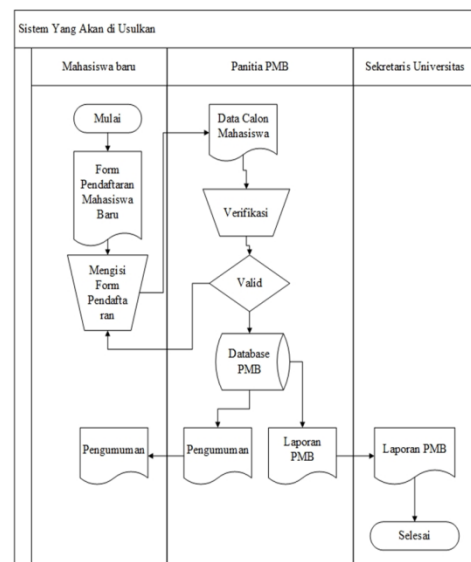 Sistem Yang Akan di Usulkan
Mahasiswa baru
Panitia PMB
Sekretaris Universitas
Mulai
Form
Pendaftaran
Mahasiswa
Baru
Mengisi
Form
Pendafta
ran
Data Calon
Mahasiswa
Verifikasi
Valid
Database
PMB
Pengumuman
Pengumuman
Laporan
PMB
Laporan PMB
Selesai